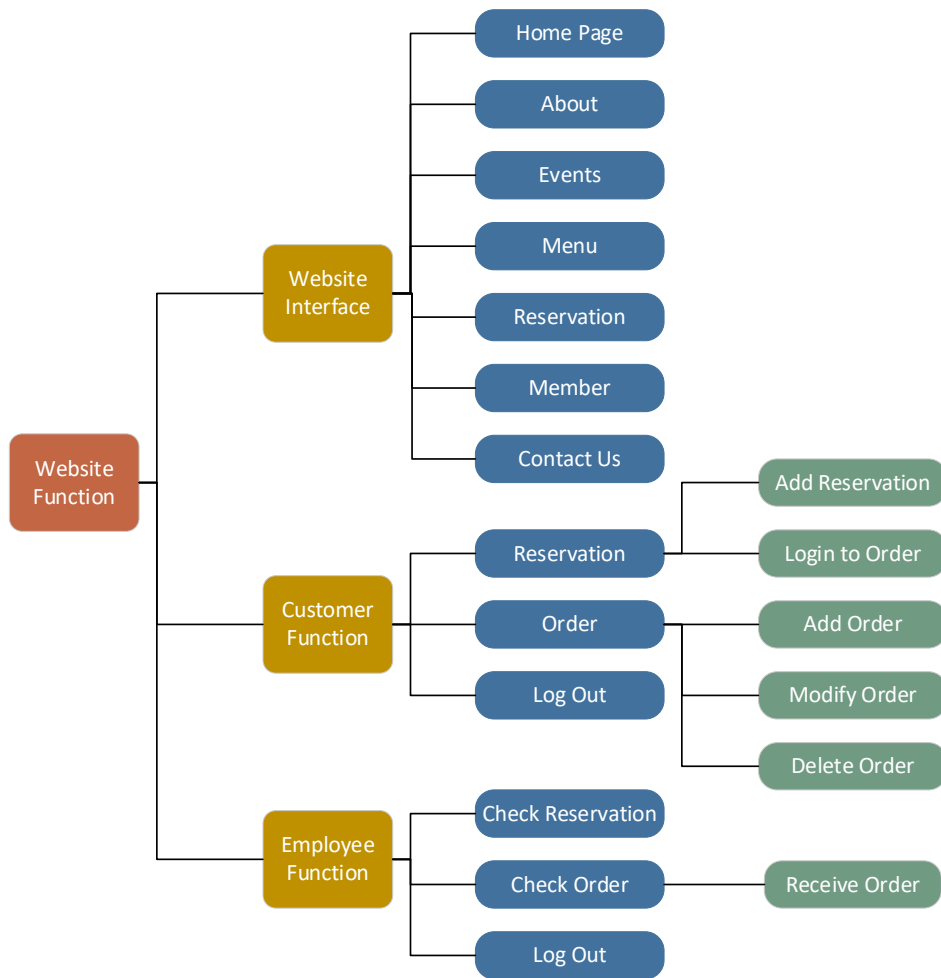 Home Page
About
Events
Menu
Website
Interface
Reservation
Member
Contact Us
Website
Function
Add Reservation
Reservation
Login to Order
Customer
Function
Order
Add Order
Log Out
Modify Order
Delete Order
Check Reservation
Employee
Function
Check Order
Receive Order
Log Out